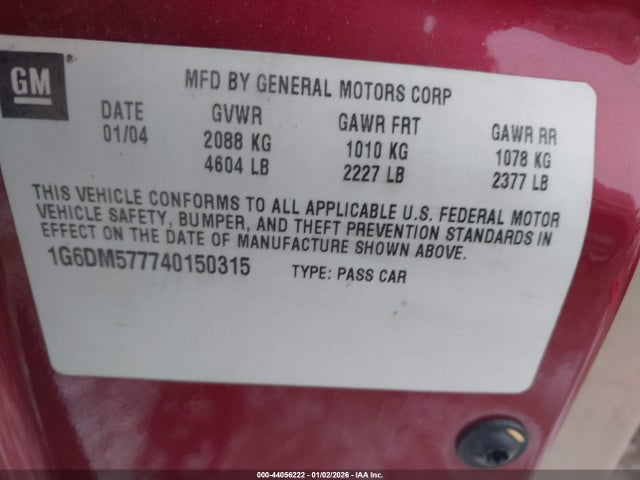 GM
MFD BY GENERAL MOTORS CORP
DATE GVWR GAWR FRT GAWR RR
01/04 2088 KG 1010 KG 1078 KG
4604 LB 2227 LB 2377 LB
THIS VEHICLE CONFORMS TO ALL APPLICABLE U.S. FEDERAL MOTOR
VEHICLE SAFETY, BUMPER, AND THEFT PREVENTION STANDARDS IN
EFFECT ON THE DATE OF MANUFACTURE SHOWN ABOVE.
1G6DM577740150315 TYPE: PASS CAR
000-44056222 - 01/02/2026 - IAA Inc.